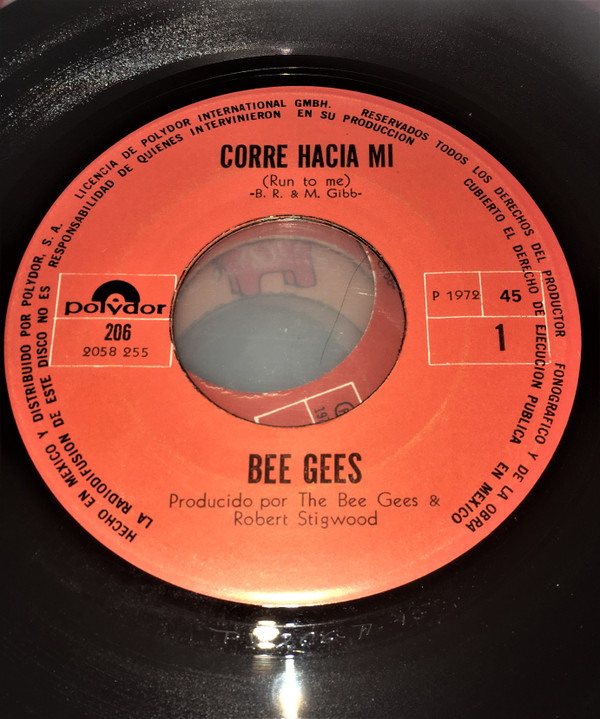 HECHO EN MEXICO Y DISTRIBUIDO POR POLYDOR, S. A. LICENCIA DE POLYDOR INTERNATIONAL GMBH. RESERVADOS TODOS LOS DERECHOS DEL PRODUCTOR FONOGRAFICO Y DE LA OBRA
LA RADIODIFUSION DE ESTE DISCO NO ES RESPONSABILIDAD DE QUIENES INTERVINIERON EN SU PRODUCCION CUBIERTO EL DERECHO DE EJECUCION PUBLICA EN MEXICO
CORRE HACIA MI
(Run to me)
-B. R. & M. Gibb-
polydor
206
2058 255
P 1972 45
1
BEE GEES
Producido por The Bee Gees &
Robert Stigwood